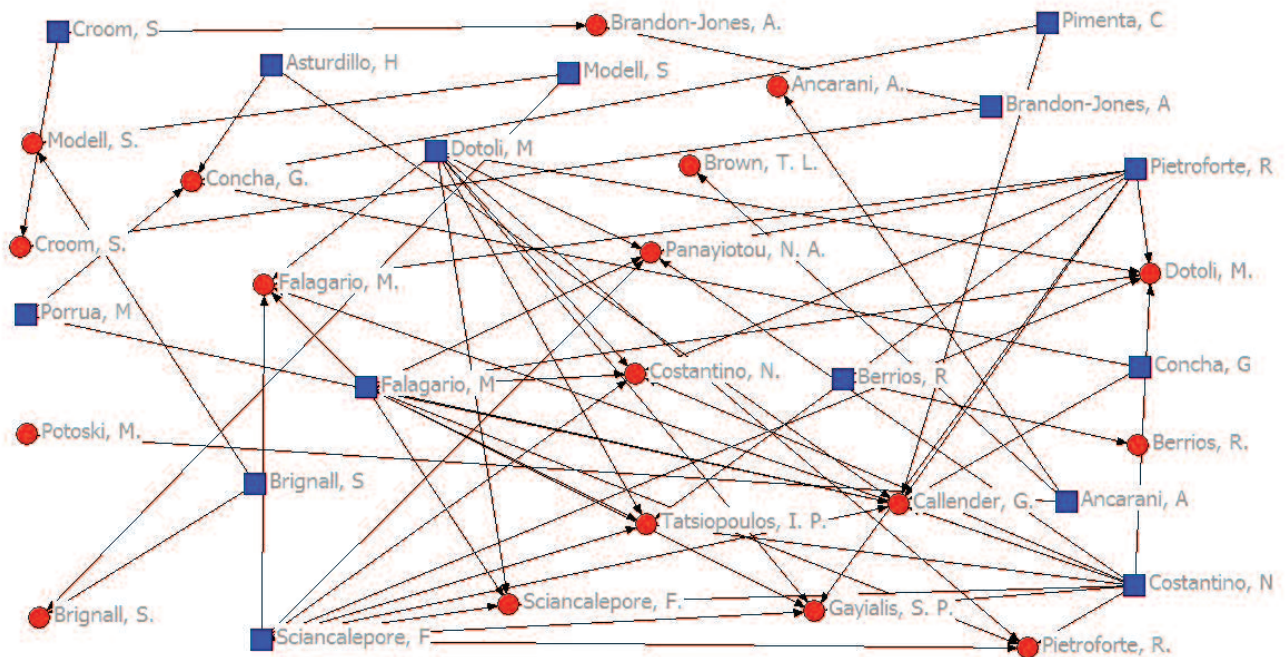 Croom, S
Brandon-Jones, A.
Pimenta, C
Asturdillo, H
Modell, S
Ancarani, A.
Brandon-Jones, A
Modell, S.
Dotoli, M
Brown, T. L.
Pietroforte, R
Concha, G.
Croom, S.
Panayiotou, N. A.
Dotoli, M.
Falagario, M.
Porrua, M
Concha, G
Costantino, N.
Berrios, R
Falagario, M
Potoski, M.
Berrios, R.
Brignall, S
Callender, G.
Ancarani, A
Tatsiopoulos, I. P.
Costantino, N
Sciancalepore, F.
Gayialis, S. P.
Brignall, S.
Sciancalepore, F
Pietroforte, R.